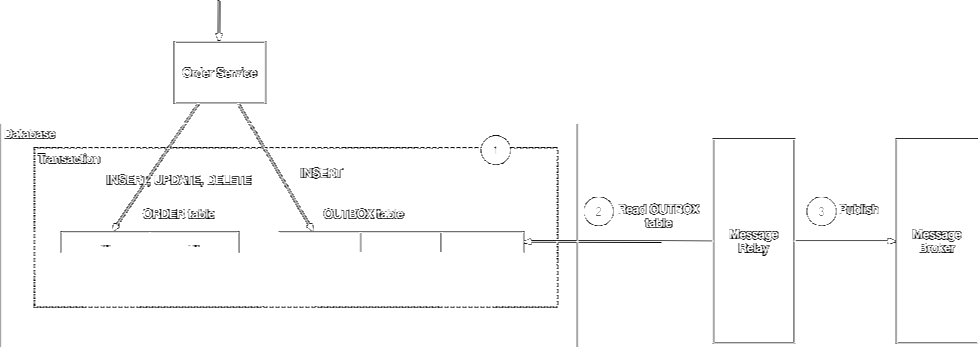 Order Service
Database
Transaction
1
INSERT, UPDATE, DELETE
INSERT
ORDER table
OUTBOX table
2
Read OUTBOX
table
3
Publish
Message
Relay
Message
Broker